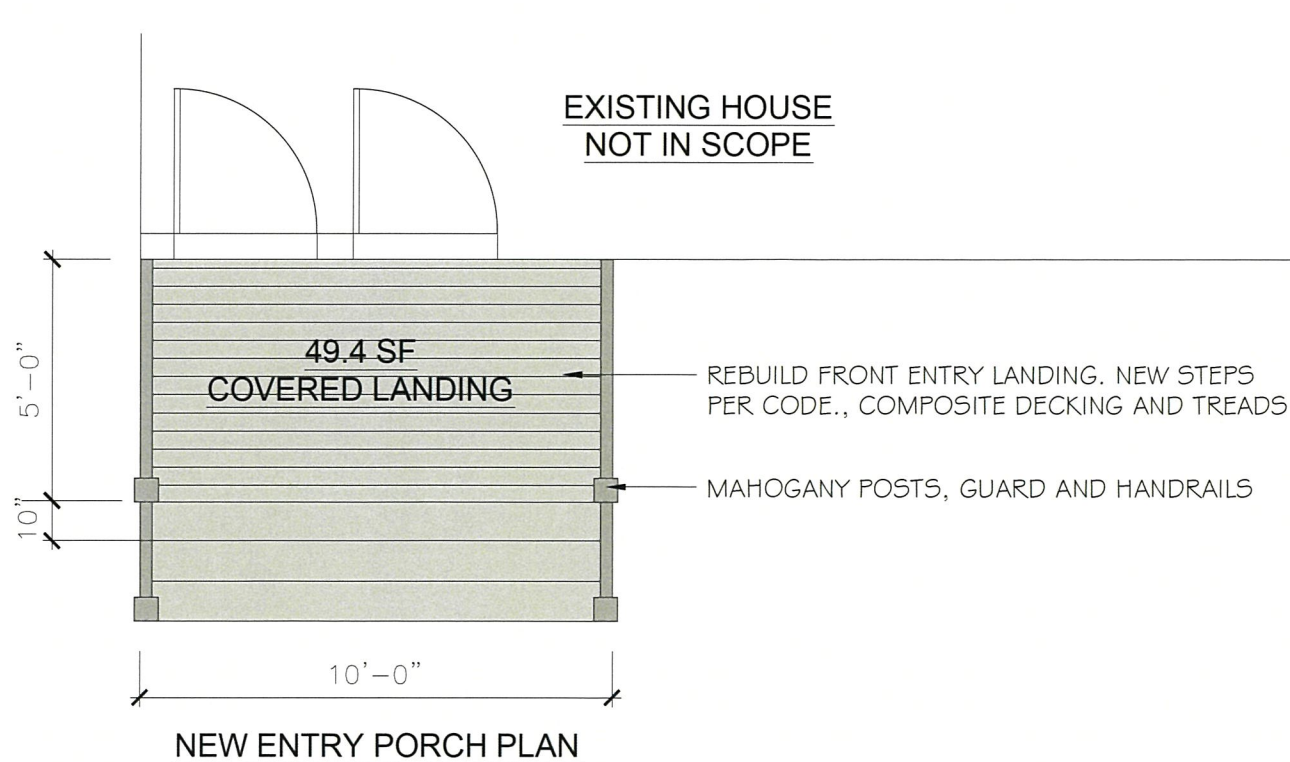 EXISTING HOUSE
NOT IN SCOPE
49.4 SF
COVERED LANDING
5'-0"
10"
REBUILD FRONT ENTRY LANDING. NEW STEPS
PER CODE., COMPOSITE DECKING AND TREADS
MAHOGANY POSTS, GUARD AND HANDRAILS
10'-0"
NEW ENTRY PORCH PLAN